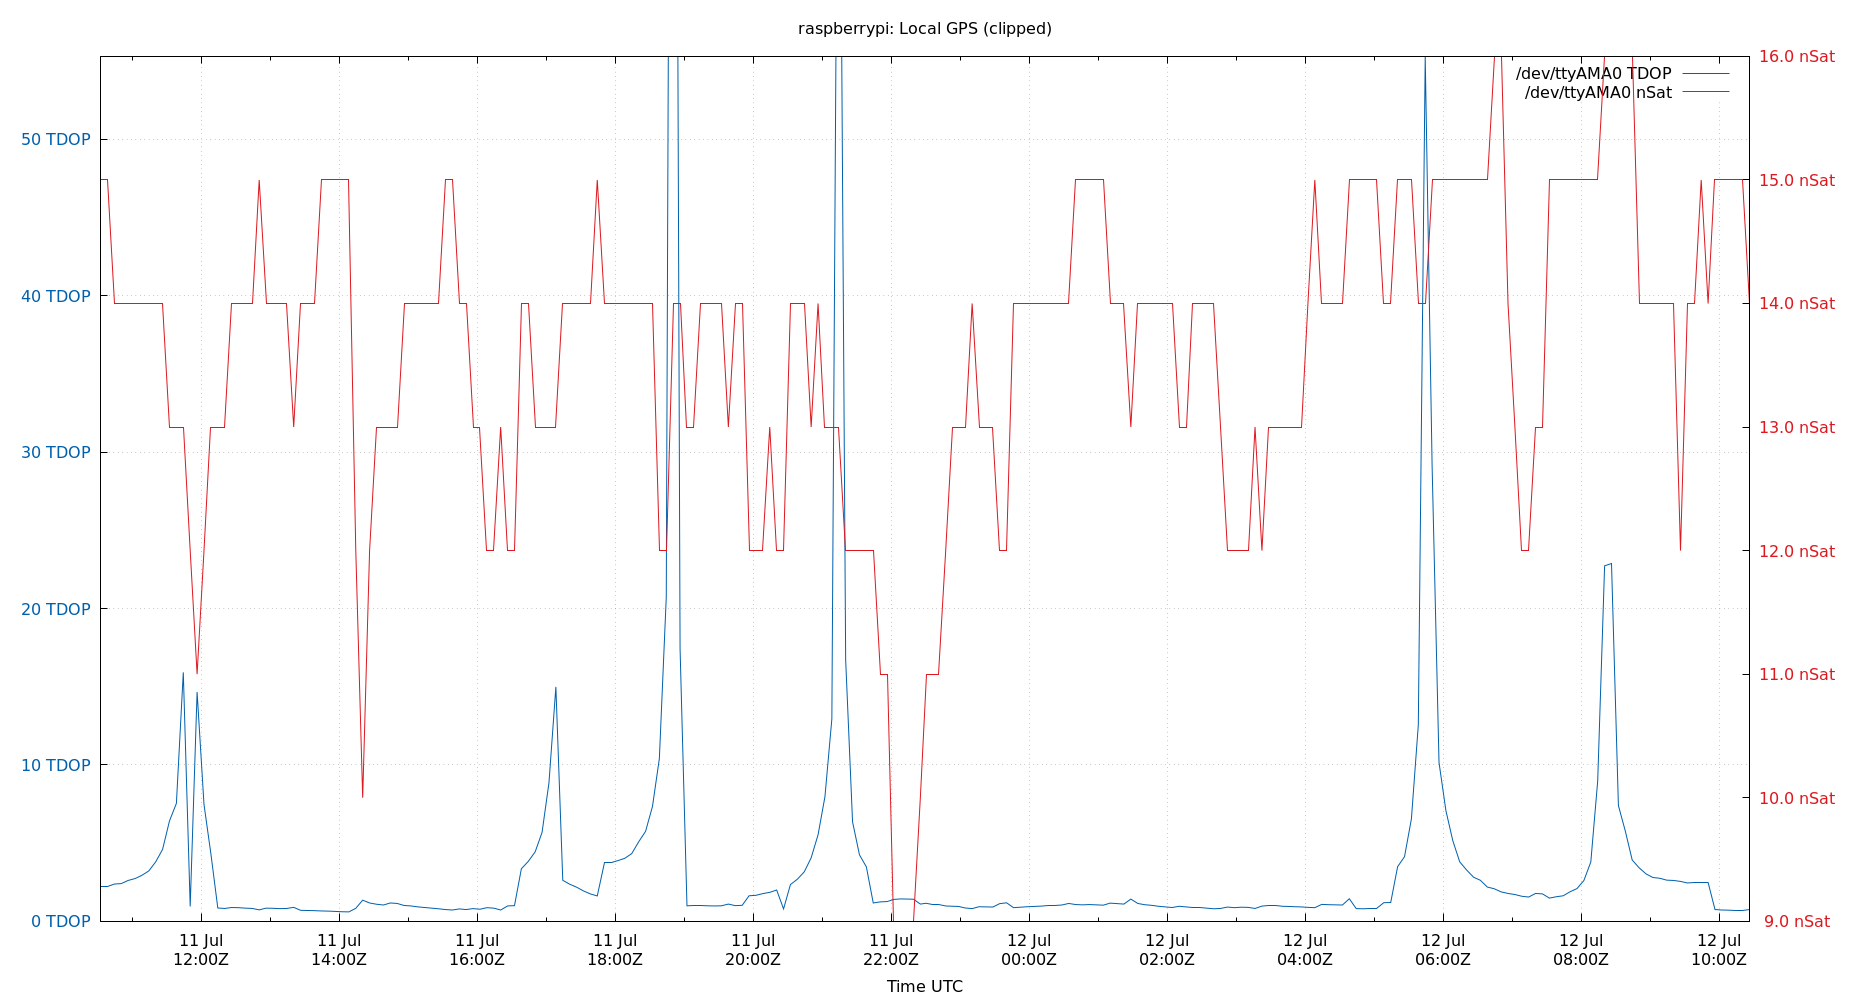 raspberrypi: Local GPS (clipped)
16.0 nSat
/dev/ttyAMA0 TDOP
/dev/ttyAMA0 nSat
50 TDOP
15.0 nSat
40 TDOP
14.0 nSat
30 TDOP
13.0 nSat
12.0 nSat
20 TDOP
11.0 nSat
10 TDOP
10.0 nSat
0 TDOP
9.0 nSat
11 Jul 11 Jul 11 Jul 11 Jul 11 Jul 11 Jul 12 Jul 12 Jul 12 Jul 12 Jul 12 Jul 12 Jul
12:00Z 14:00Z 16:00Z 18:00Z 20:00Z 22:00Z 00:00Z 02:00Z 04:00Z 06:00Z 08:00Z 10:00Z
Time UTC